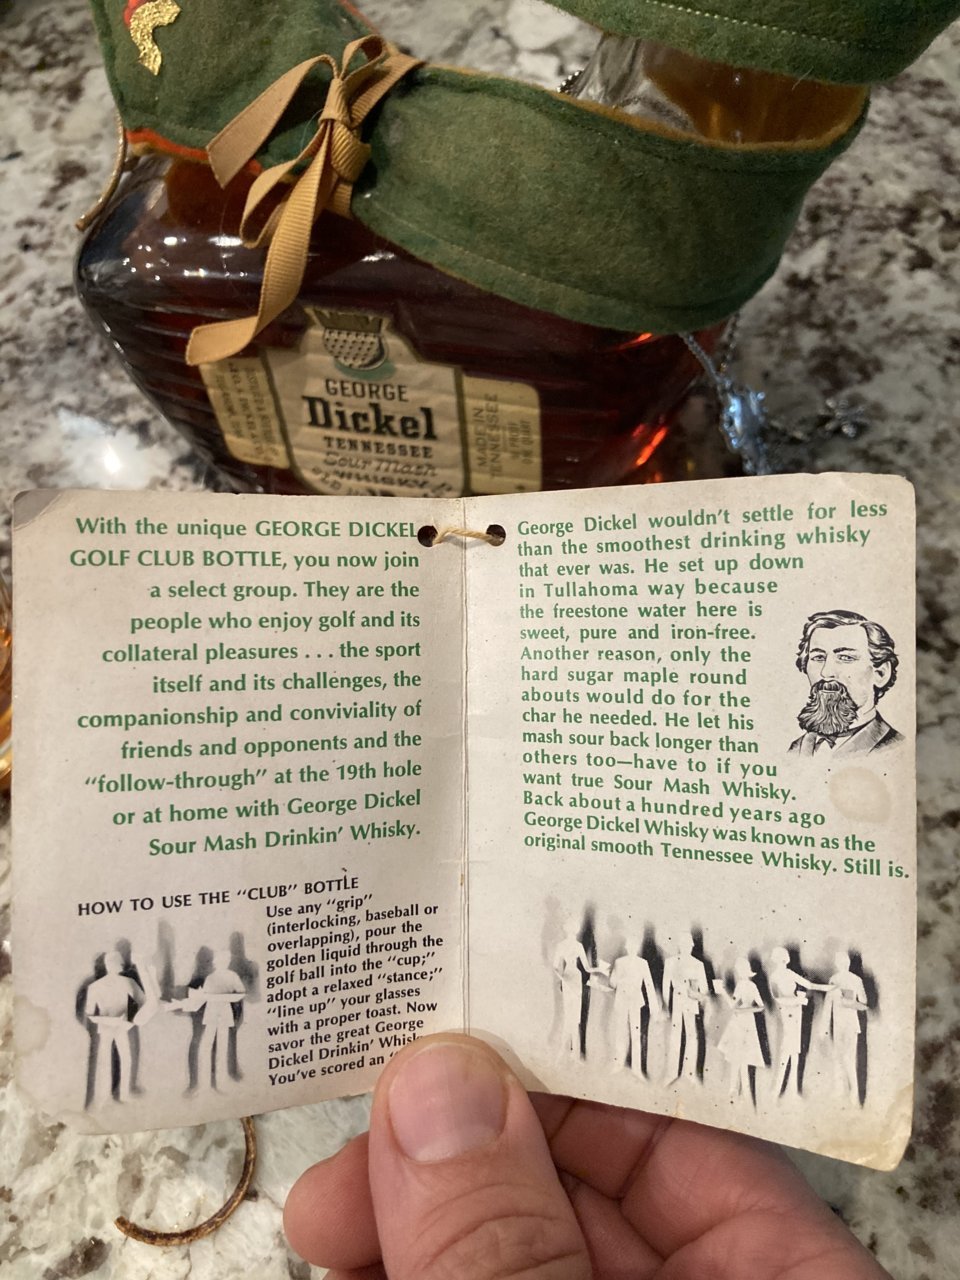 GEORGE
Dickel
TENNESSEE
Sour Mash
WHISKY
MADE IN
TENNESSEE
With the unique GEORGE DICKEL
GOLF CLUB BOTTLE, you now join
a select group. They are the
people who enjoy golf and its
collateral pleasures . . . the sport
itself and its challenges, the
companionship and conviviality of
friends and opponents and the
“follow-through” at the 19th hole
or at home with George Dickel
Sour Mash Drinkin’ Whisky.
HOW TO USE THE “CLUB” BOTTLE
Use any “grip”
(interlocking, baseball or
overlapping), pour the
golden liquid through the
golf ball into the “cup;”
adopt a relaxed “stance;”
“line up” your glasses
with a proper toast. Now
savor the great George
Dickel Drinkin’
You’ve scored an
George Dickel wouldn’t settle for less
than the smoothest drinking whisky
that ever was. He set up down
in Tullahoma way because
the freestone water here is
sweet, pure and iron-free.
Another reason, only the
hard sugar maple round
abouts would do for the
char he needed. He let his
mash sour back longer than
others too—have to if you
want true Sour Mash Whisky.
Back about a hundred years ago
George Dickel Whisky was known as the
original smooth Tennessee Whisky. Still is.